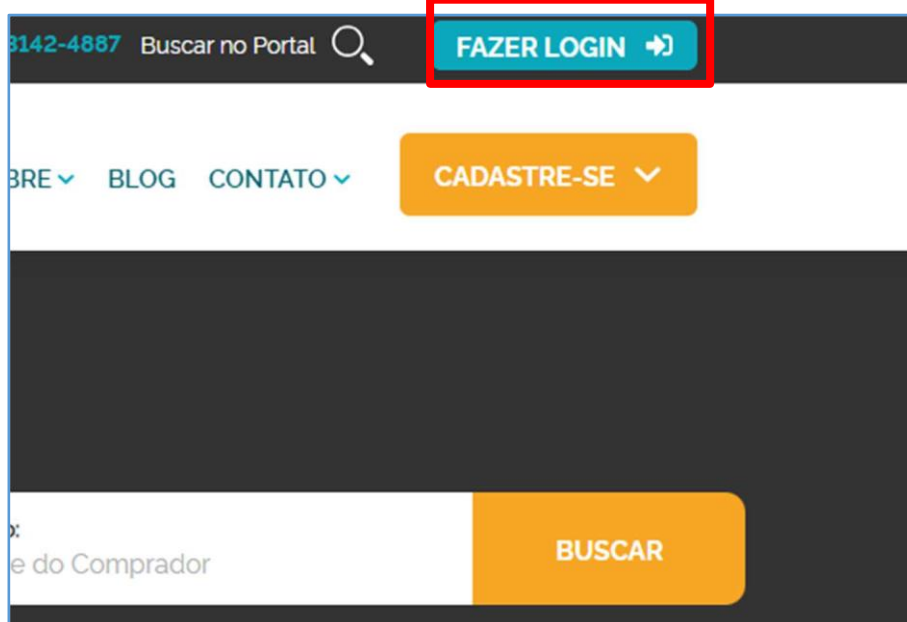 3142-4887 Buscar no Portal FAZER LOGIN
BRE BLOG CONTATO CADASTRE-SE
o:
e do Comprador BUSCAR